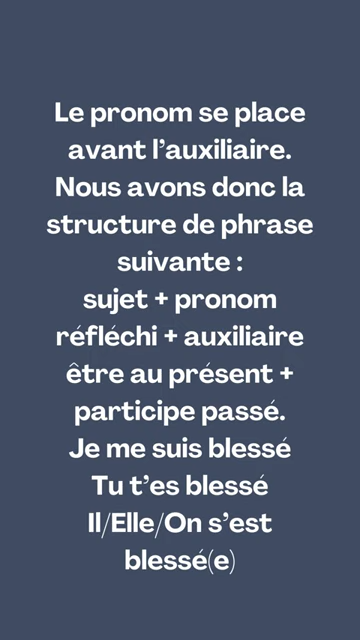 Le pronom se place
avant l’auxiliaire.
Nous avons donc la
structure de phrase
suivante :
sujet + pronom
réfléchi + auxiliaire
être au présent +
participe passé.
Je me suis blessé
Tu t’es blessé
Il/Elle/On s’est
blessé(e)